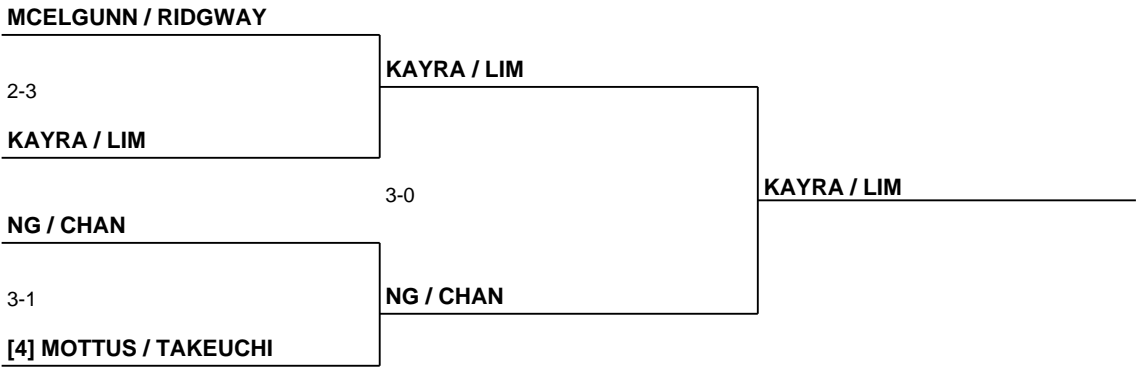 MCELGUNN / RIDGWAY
KAYRA / LIM
2-3
KAYRA / LIM
3-0
KAYRA / LIM
NG / CHAN
3-1
NG / CHAN
[4] MOTTUS / TAKEUCHI